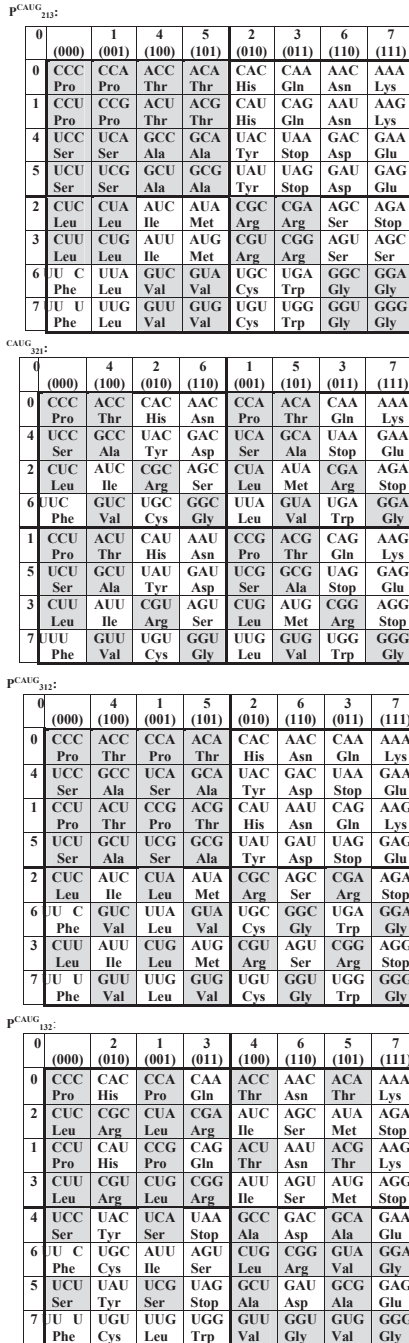 P CAUG 213:
0 1 4 5 2 3 6 7
(000) (001) (100) (101) (010) (011) (110) (111)
0 CCC CCA ACC ACA CAC CAA AAC AAA
Pro Pro Thr Thr His Gln Asn Lys
1 CCU CCG ACU ACG CAU CAG AAU AAG
Pro Pro Thr Thr His Gln Asn Lys
4 UCC UCA GCC GCA UAC UAA GAC GAA
Ser Ser Ala Ala Tyr Stop Asp Glu
5 UCU UCG GCU GCG UAU UAG GAU GAG
Ser Ser Ala Ala Tyr Stop Asp Glu
2 CUC CUA AUC AUA CGC CGA AGC AGA
Leu Leu Ile Met Arg Arg Ser Stop
3 CUU CUG AUU AUG CGU CGG AGU AGC
Leu Leu Ile Met Arg Arg Ser Ser
6 UU C UUA GUC GUA UGC UGA GGC GGA
Phe Leu Val Val Cys Trp Gly Gly
7 UU U UUG GUU GUG UGU UGG GGU GGG
Phe Leu Val Val Cys Trp Gly Gly
CAUG 321:
0 4 2 6 1 5 3 7
(000) (100) (010) (110) (001) (101) (011) (111)
0 CCC ACC CAC AAC CCA ACA CAA AAA
Pro Thr His Asn Pro Thr Gln Lys
4 UCC GCC UAC GAC UCA GCA UAA GAA
Ser Ala Tyr Asp Ser Ala Stop Glu
2 CUC AUC CGC AGC CUA AUA CGA AGA
Leu Ile Arg Ser Leu Met Arg Stop
6 UUC GUC UGC GGC UUA GUA UGA GGA
Phe Val Cys Gly Leu Val Trp Gly
1 CCU ACU CAU AAU CCG ACG CAG AAG
Pro Thr His Asn Pro Thr Gln Lys
5 UCU GCU UAU GAU UCG GCG UAG GAG
Ser Ala Tyr Asp Ser Ala Stop Glu
3 CUU AUU CGU AGU CUG AUG CGG AGG
Leu Ile Arg Ser Leu Met Arg Stop
7 UUU GUU UGU GGU UUG GUG UGG GGG
Phe Val Cys Gly Leu Val Trp Gly
P CAUG 312:
0 4 1 5 2 6 3 7
(000) (100) (001) (101) (010) (110) (011) (111)
0 CCC ACC CCA ACA CAC AAC CAA AAA
Pro Thr Pro Thr His Asn Gln Lys
4 UCC GCC UCA GCA UAC GAC UAA GAA
Ser Ala Ser Ala Tyr Asp Stop Glu
1 CCU ACU CCG ACG CAU AAU CAG AAG
Pro Thr Pro Thr His Asn Gln Lys
5 UCU GCU UCG GCG UAU GAU UAG GAG
Ser Ala Ser Ala Tyr Asp Stop Glu
2 CUC AUC CUA AUA CGC AGC CGA AGA
Leu Ile Leu Met Arg Ser Arg Stop
6 UU C GUC UUA GUA UGC GGC UGA GGA
Phe Val Leu Val Cys Gly Trp Gly
3 CUU AUU CUG AUG CGU AGU CGG AGG
Leu Ile Leu Met Arg Ser Arg Stop
7 UU U GUU UUG GUG UGU GGU UGG GGG
Phe Val Leu Val Cys Gly Trp Gly
P CAUG 132:
0 2 1 3 4 6 5 7
(000) (010) (001) (011) (100) (110) (101) (111)
0 CCC CAC CCA CAA ACC AAC ACA AAA
Pro His Pro Gln Thr Asn Thr Lys
2 CUC CGC CUA CGA AUC AGC AUA AGA
Leu Arg Leu Arg Ile Ser Met Stop
1 CCU CAU CCG CAG ACU AAU ACG AAG
Pro His Pro Gln Thr Asn Thr Lys
3 CUU CGU CUG CGG AUU AGU AUG AGG
Leu Arg Leu Arg Ile Ser Met Stop
4 UCC UAC UCA UAA GCC GAC GCA GAA
Ser Tyr Ser Stop Ala Asp Ala Glu
6 UU C UGC AUU AGU CUG CGG GUA GGA
Phe Cys Ile Ser Leu Arg Val Gly
5 UCU UAU UCG UAG GCU GAU GCG GAG
Ser Tyr Ser Stop Ala Asp Ala Glu
7 UU U UGU UUG UGG GUU GGU GUG GGG
Phe Cys Leu Trp Val Gly Val Gly